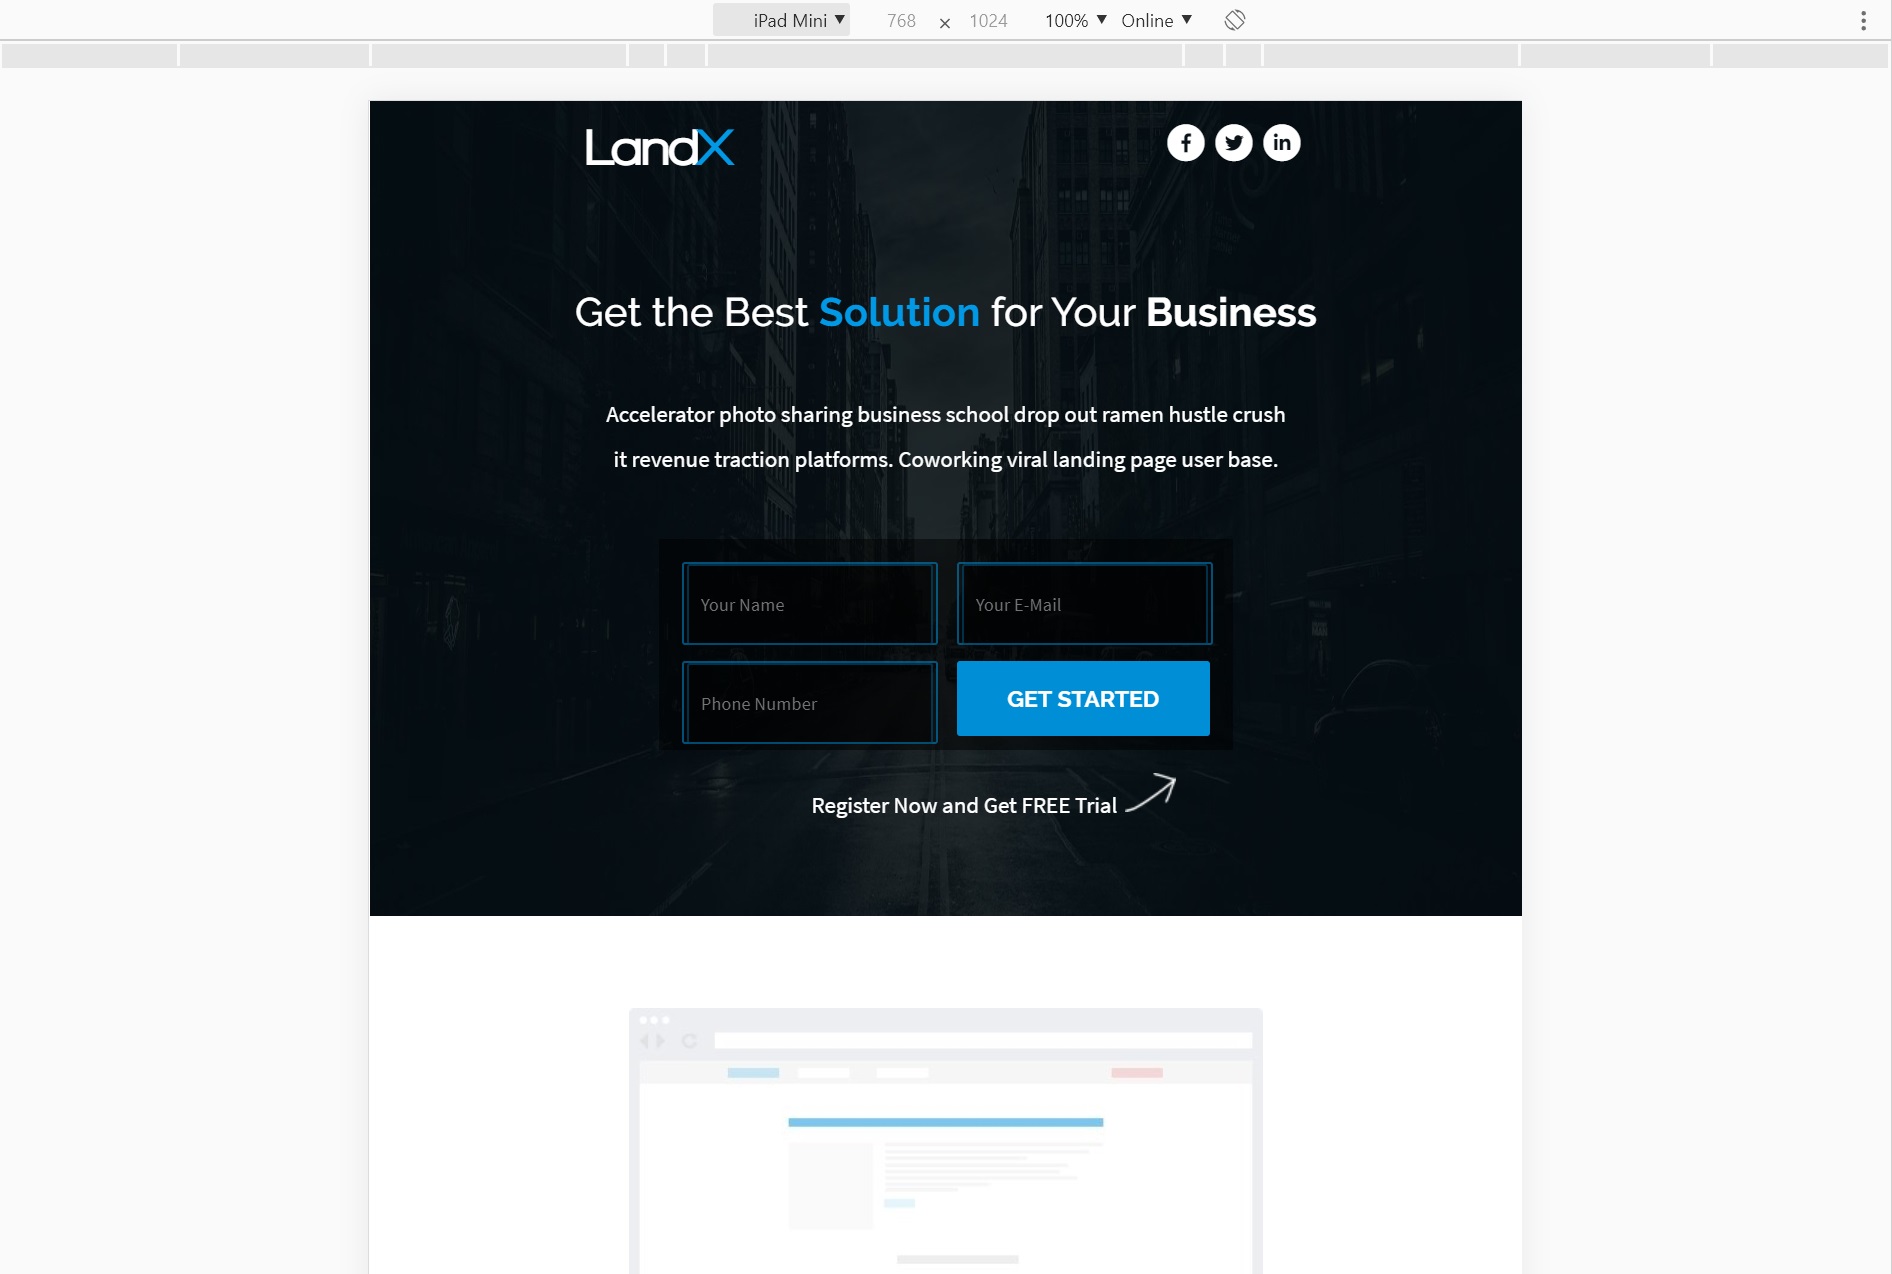 iPad Mini ▼ 768 × 1024 100% ▼ Online ▼
LandX
Get the Best Solution for Your Business
Accelerator photo sharing business school drop out ramen hustle crush
it revenue traction platforms. Coworking viral landing page user base.
Your Name Your E-Mail
Phone Number GET STARTED
Register Now and Get FREE Trial